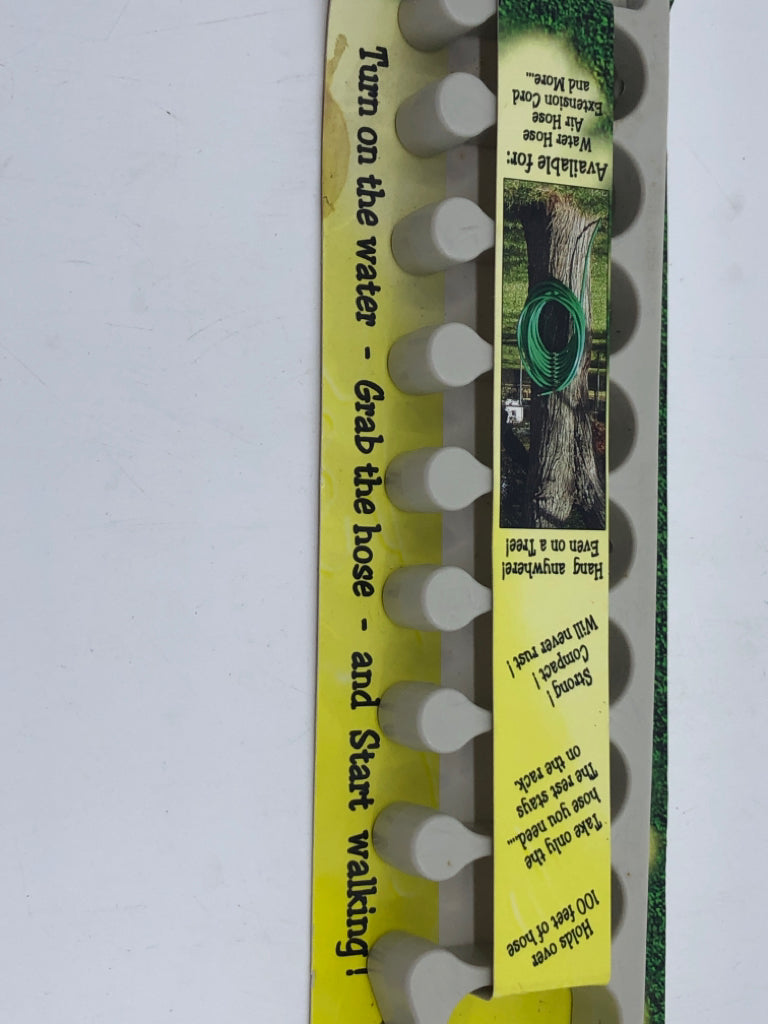 Turn on the water - Grab the hose - and Start walking!
Holds over
100 feet of hose
Take only the
hose you need...
The rest stays
on the rack.
Strong!
Compact!
Will never rust!
Hang anywhere!
Even on a Tree!
Available for:
Water Hose
Air Hose
Extension Cord
and More...